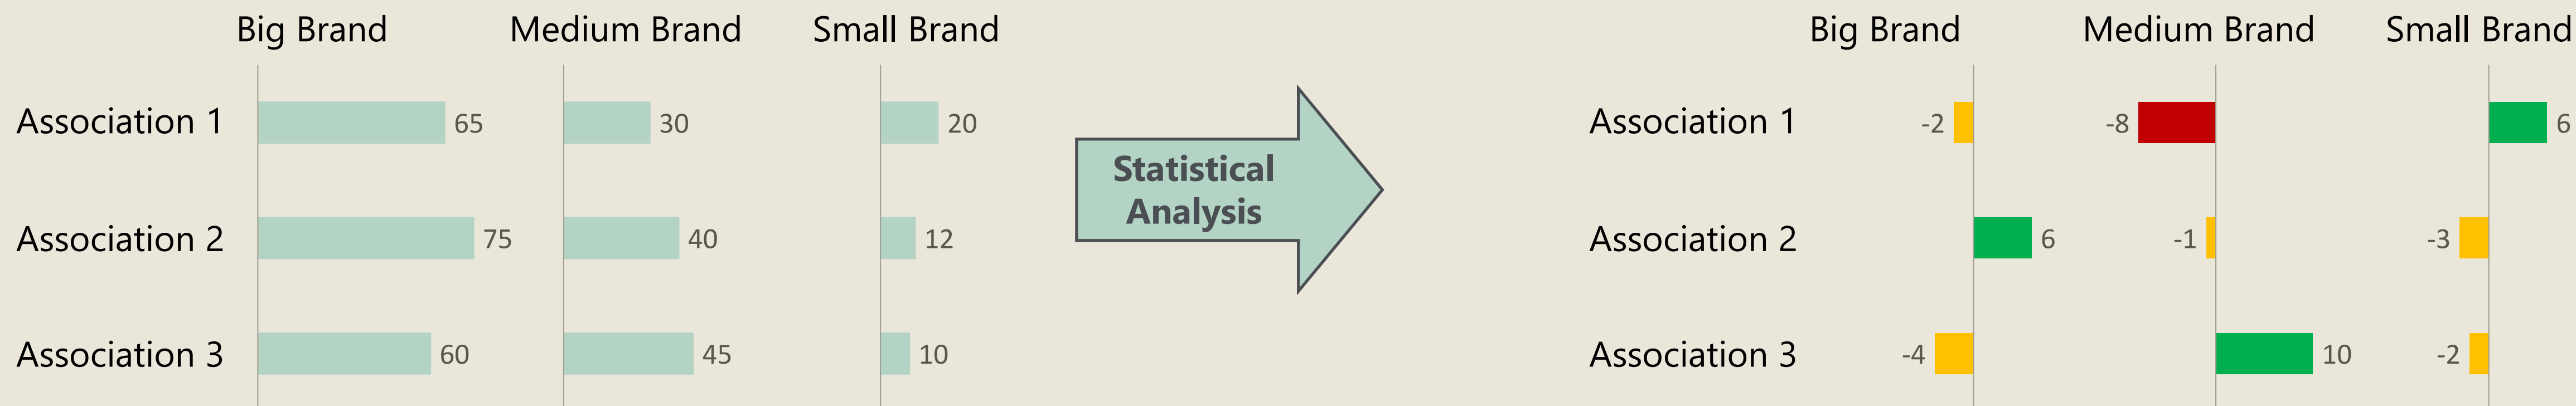 Big Brand Medium Brand Small Brand
Association 1 65 30 20
Association 2 75 40 12
Association 3 60 45 10
Statistical
Analysis
Big Brand Medium Brand Small Brand
Association 1 -2 -8 6
Association 2 6 -1 -3
Association 3 -4 10 -2